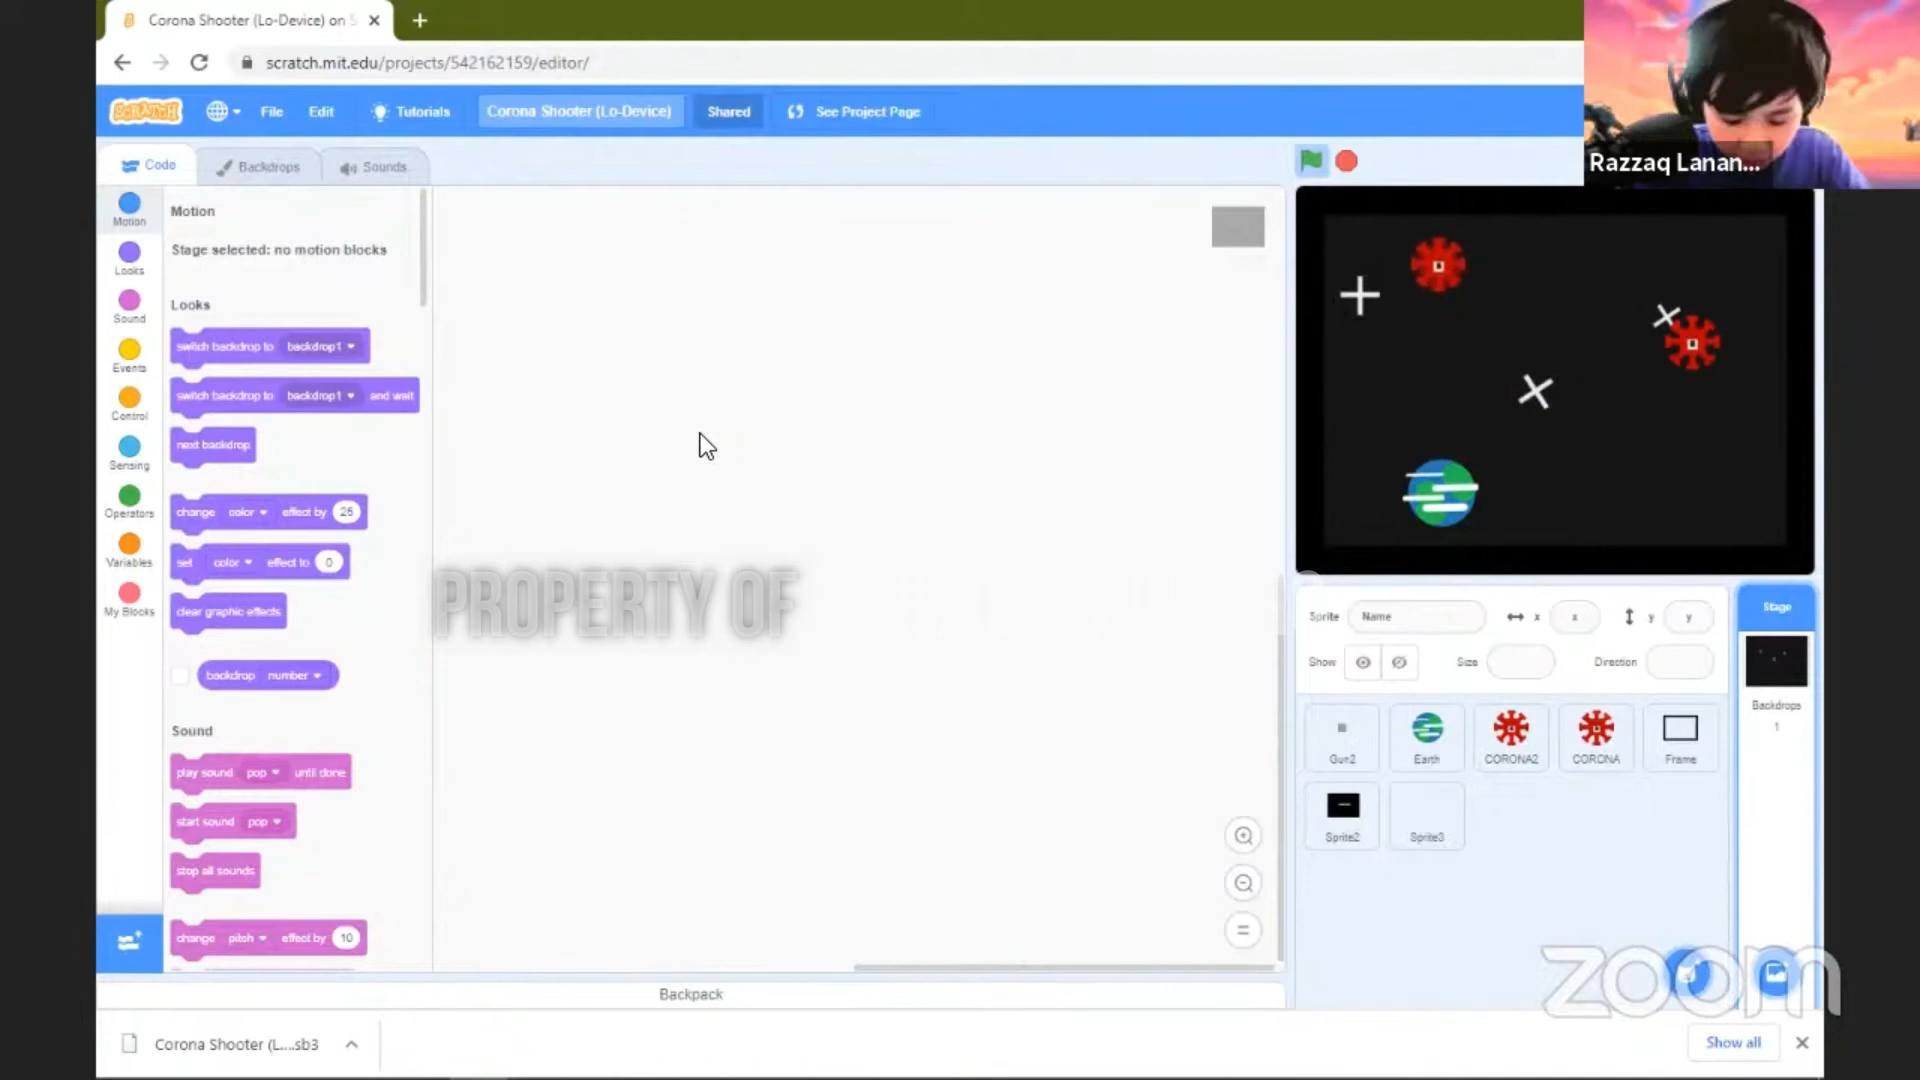 Corona Shooter (Lo-Device) on S
scratch.mit.edu/projects/542162159/editor/
SCRATCH
File
Edit
Tutorials
Corona Shooter (Lo-Device)
Shared
See Project Page
Razzaq Lanan...
Code
Backdrops
Sounds
Motion
Looks
Sound
Events
Control
Sensing
Operators
Variables
My Blocks
Motion
Stage selected: no motion blocks
Looks
switch backdrop to backdrop1
switch backdrop to backdrop1 and wait
next backdrop
change color effect by 25
set color effect to 0
clear graphic effects
backdrop number
Sound
play sound pop until done
start sound pop
stop all sounds
change pitch effect by 10
PROPERTY OF
Sprite Name x x y y
Show Size Direction
Gun2
Earth
CORONA2
CORONA
Frame
Sprite2
Sprite3
Stage
Backdrops
1
Backpack
zoom
Corona Shooter (L....sb3
Show all